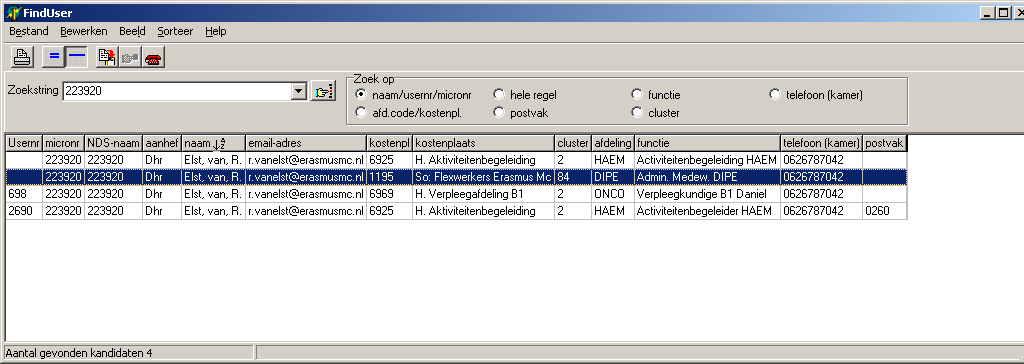 FindUser
Bestand Bewerken Beeld Sorteer Help
Zoekstring 223920
Zoek op
naam/usernr/micronr hele regel functie telefoon (kamer)
afd.code/kostenpl. postvak cluster
Usernr micronr NDS-naam aanhef naam email-adres kostenpl kostenplaats cluster afdeling functie telefoon (kamer) postvak
223920 223920 Dhr Elst, van, R. r.vanelst@erasmusmc.nl 6925 H. Aktiviteitenbegeleiding 2 HAEM Activiteitenbegeleiding HAEM 0626787042
223920 223920 Dhr Elst, van, R. r.vanelst@erasmusmc.nl 1195 So: Flexwerkers Erasmus Mc 84 DIPE Admin. Medew. DIPE 0626787042
698 223920 223920 Dhr Elst, van, R. r.vanelst@erasmusmc.nl 6969 H. Verpleegafdeling B1 2 ONCO Verpleegkundige B1 Daniel 0626787042
2690 223920 223920 Dhr Elst, van, R. r.vanelst@erasmusmc.nl 6925 H. Aktiviteitenbegeleiding 2 HAEM Activiteitenbegeleider HAEM 0626787042 0260
Aantal gevonden kandidaten 4